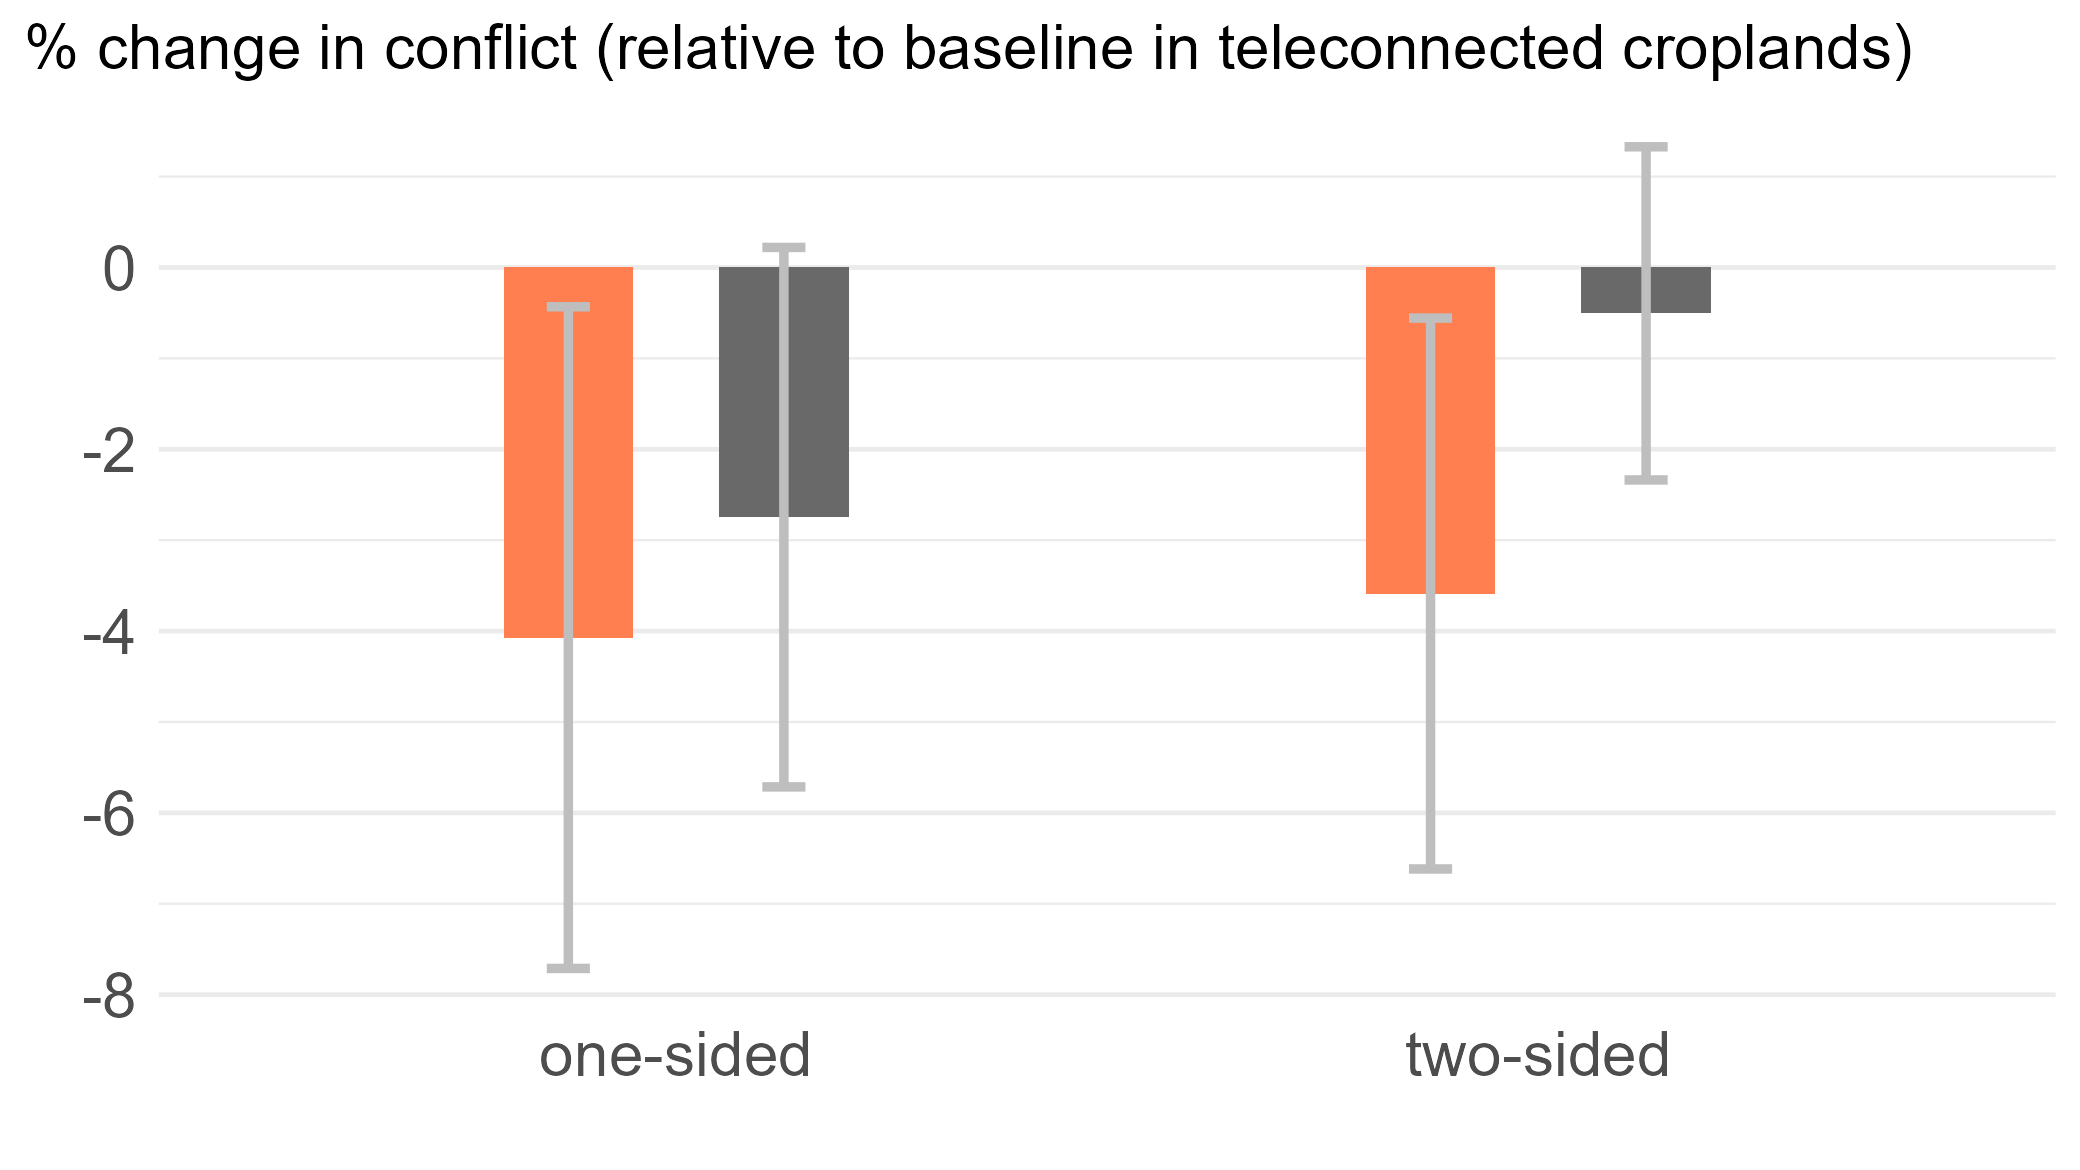 % change in conflict (relative to baseline in teleconnected croplands)
0
-2
-4
-6
-8
one-sided two-sided